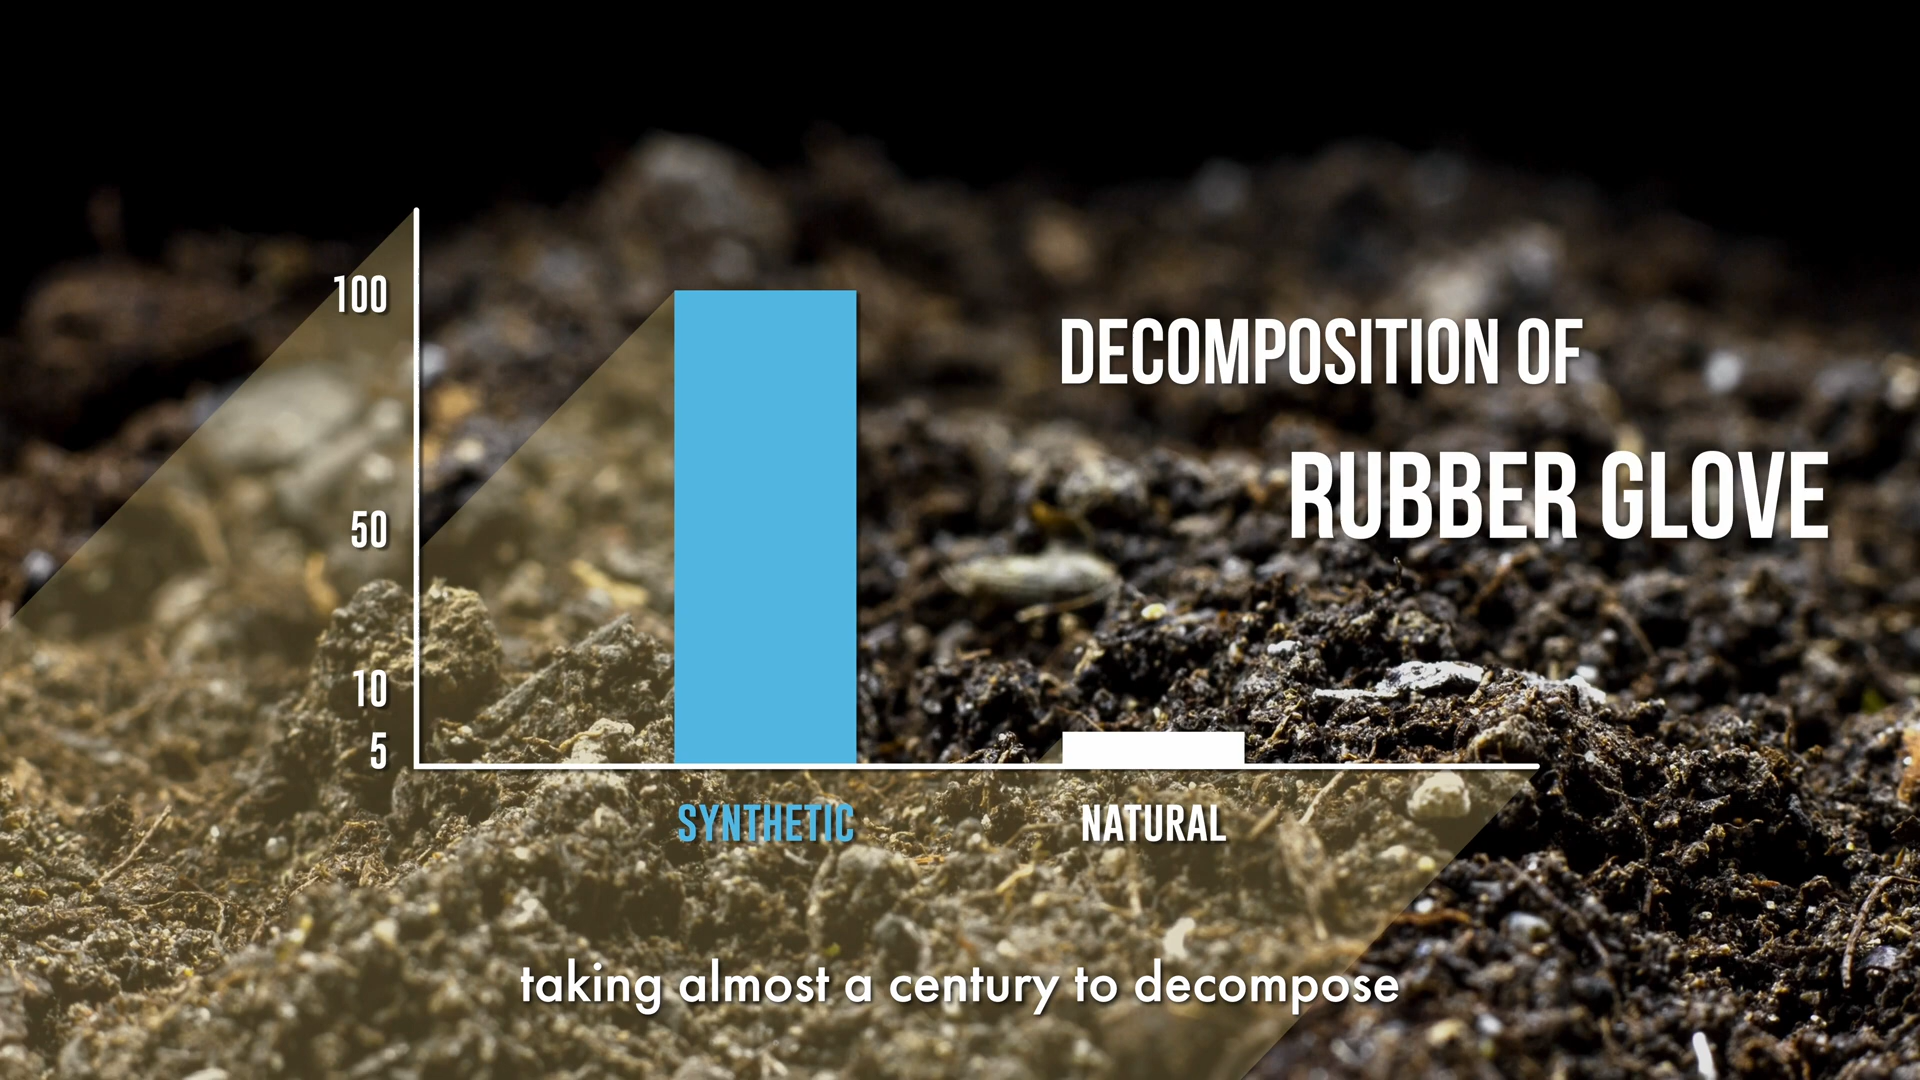 100
50
10
5
DECOMPOSITION OF
RUBBER GLOVE
SYNTHETIC
NATURAL
taking almost a century to decompose